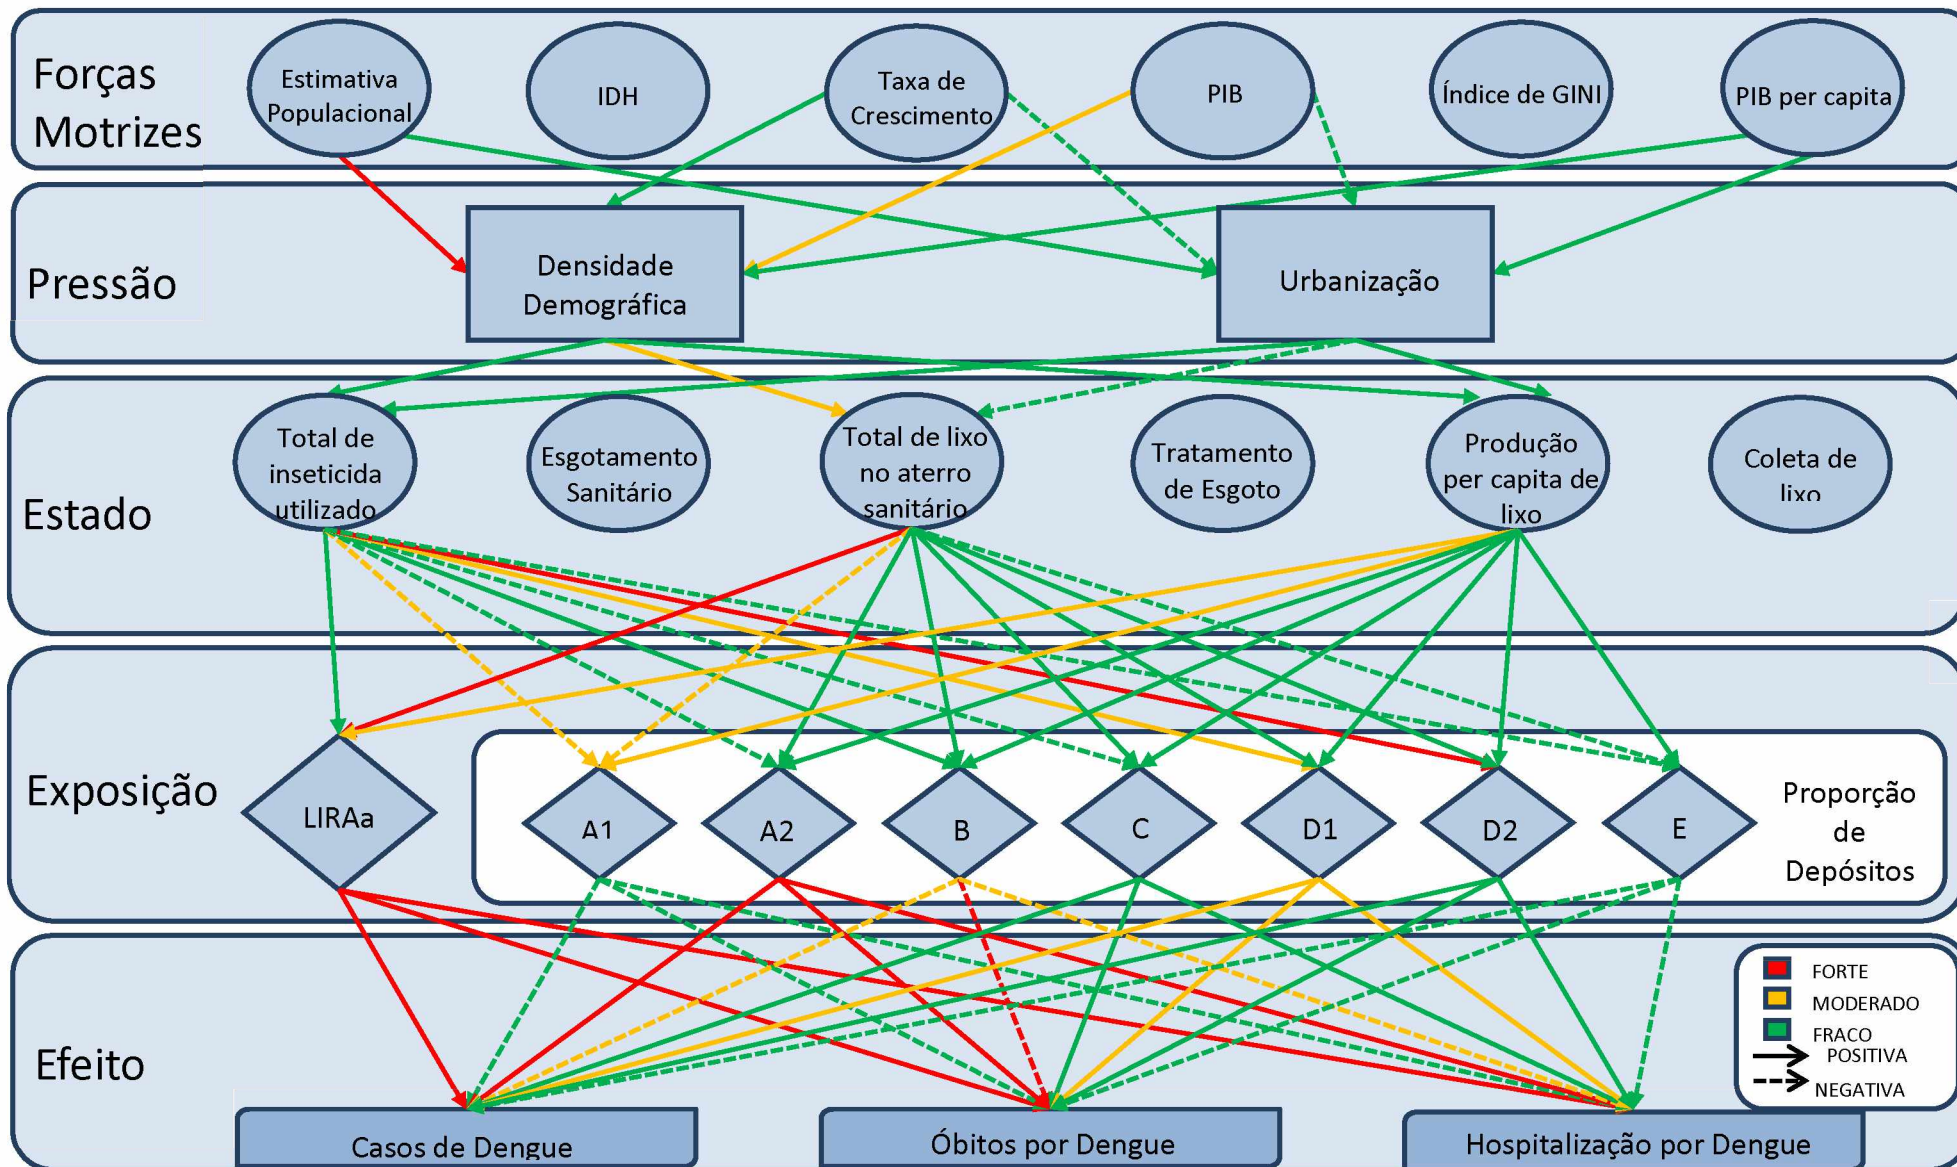 Forças
Motrizes
Estimativa
Populacional
IDH
Taxa de
Crescimento
PIB
Índice de GINI
PIB per capita
Pressão
Densidade
Demográfica
Urbanização
Estado
Total de
inseticida
utilizado
Esgotamento
Sanitário
Total de lixo
no aterro
sanitário
Tratamento
de Esgoto
Produção
per capita de
lixo
Coleta de
lixo
Exposição
LIRAa
A1
A2
B
C
D1
D2
E
Proporção
de
Depósitos
Efeito
FORTE
MODERADO
FRACO
POSITIVA
NEGATIVA
Casos de Dengue
Óbitos por Dengue
Hospitalização por Dengue